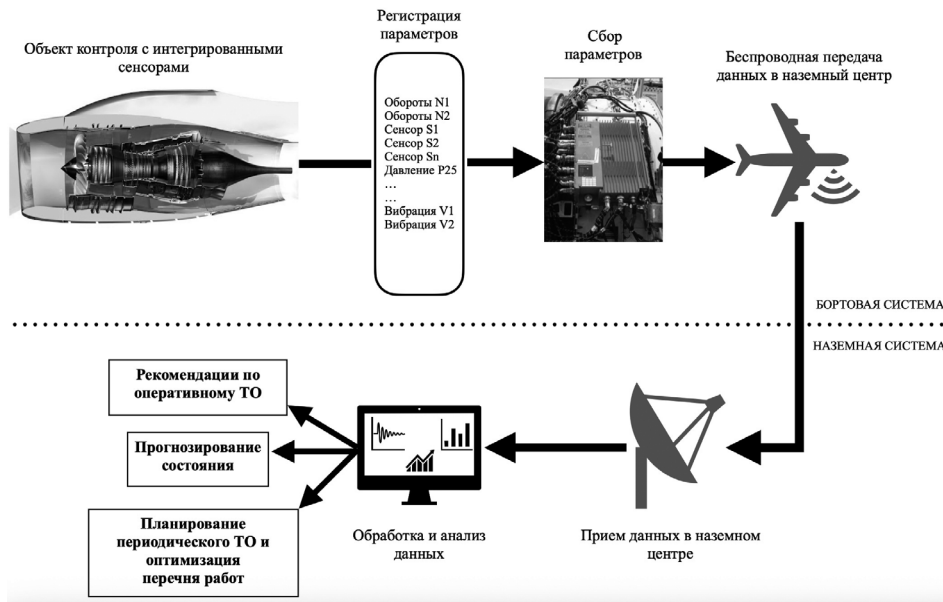 Объект контроля с интегрированными
сенсорами
Регистрация
параметров
Обороты N1
Обороты N2
Сенсор S1
Сенсор S2
Сенсор Sn
Давление P25
...
...
Вибрация V1
Вибрация V2
Сбор
параметров
Беспроводная передача
данных в наземный центр
БОРТОВАЯ СИСТЕМА
НАЗЕМНАЯ СИСТЕМА
Рекомендации по
оперативному ТО
Прогнозирование
состояния
Планирование
периодического ТО и
оптимизация
перечня работ
Обработка и анализ
данных
Прием данных в наземном
центре